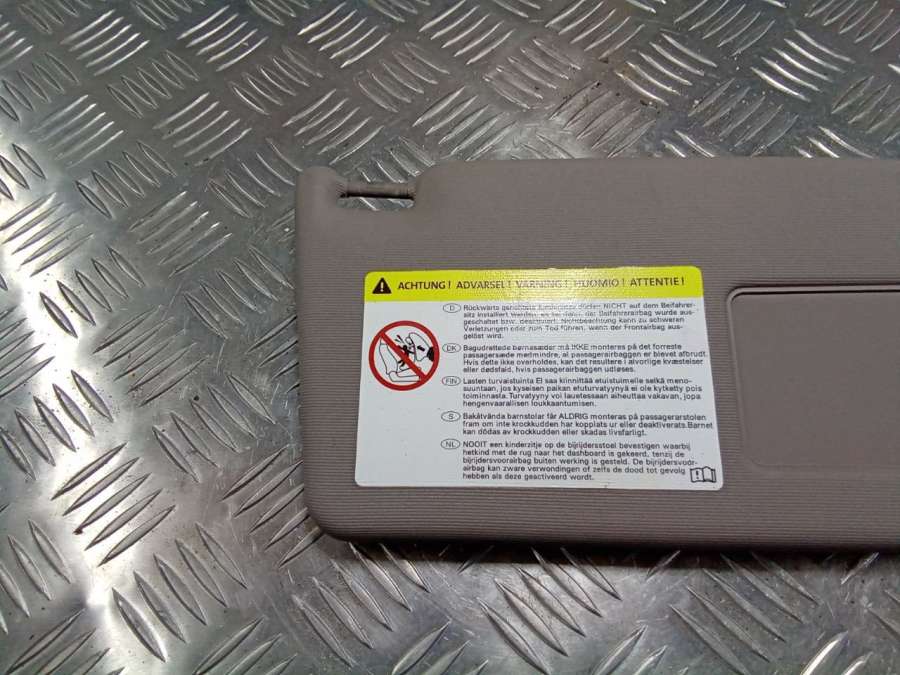 ACHTUNG! ADVARSEL! VARNING! HUOMIO! ATTENTIE!
D Rückwärts gerichtete Kindersitze dürfen NICHT auf dem Beifahrer-
sitz installiert werden, es sei denn, der Beifahrerairbag wurde aus-
geschaltet bzw. deaktiviert. Nichtbeachtung kann zu schweren
Verletzungen oder zum Tod führen, wenn der Frontairbag aus-
gelöst wird.
DK Bagudrettede barnesæder må IKKE monteres på det forreste
passagersæde medmindre, al passagerairbaggen er blevet afbrudt.
Hvis dette ikke overholdes, kan det resultere i alvorlige kvæstelser
eller dødsfald, hvis passagerairbaggen udløses.
FIN Lasten turvaistuinta EI saa kiinnittää etuistuimelle selkä meno-
suuntaan, jos kyseisen paikan etuturvatyynyä ei ole kytketty pois
toiminnasta. Turvatyyny voi lauetessaan aiheuttaa vakavan, jopa
hengenvaarallisen loukkaantumisen.
S Bakåtvända barnstolar får ALDRIG monteras på passagerarstolen
fram om inte krockkudden har kopplats ur eller deaktiverats.Barnet
kan dödas av krockkudden eller skadas livsfarligt.
NL NOOIT een kinderzitje op de bijrijdersstoel bevestigen waarbij
hetkind met de rug naar het dashboard is gekeerd, tenzij de
bijrijdersvoorairbag buiten werking is gesteld. De bijrijdersvoor-
airbag kan zware verwondingen of zelfs de dood tot gevolg
hebben als deze geactiveerd wordt.